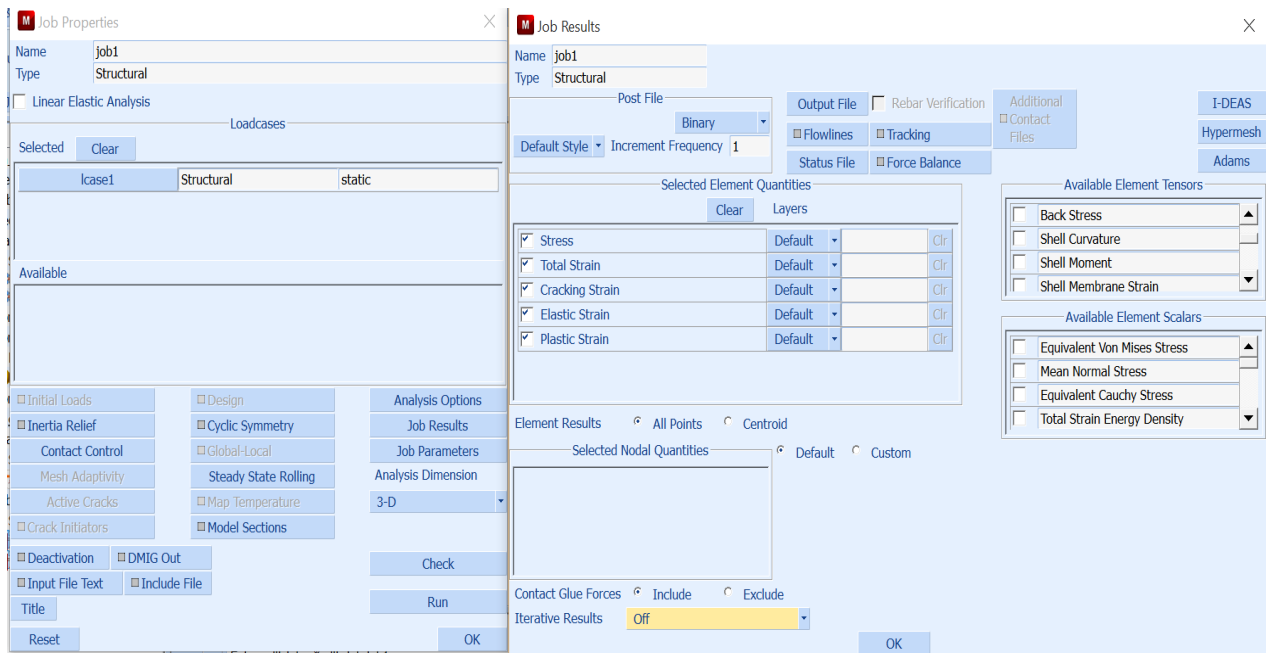 M Job Properties
Name job1
Type Structural
Linear Elastic Analysis
Loadcases
Selected Clear
lcase1 Structural static
Available
Initial Loads Design Analysis Options
Inertia Relief Cyclic Symmetry Job Results
Contact Control Global-Local Job Parameters
Mesh Adaptivity Steady State Rolling Analysis Dimension
Active Cracks Map Temperature 3-D
Crack Initiators Model Sections
Deactivation DMIG Out Check
Input File Text Include File
Title Run
Reset OK
M Job Results
Name job1
Type Structural
Post File
Binary
Default Style Increment Frequency 1
Output File Rebar Verification
Flowlines Tracking
Status File Force Balance
Additional
Contact
Files
I-DEAS
Hypermesh
Adams
Selected Element Quantities
Clear Layers
Stress Default Clr
Total Strain Default Clr
Cracking Strain Default Clr
Elastic Strain Default Clr
Plastic Strain Default Clr
Available Element Tensors
Back Stress
Shell Curvature
Shell Moment
Shell Membrane Strain
Available Element Scalars
Equivalent Von Mises Stress
Mean Normal Stress
Equivalent Cauchy Stress
Total Strain Energy Density
Element Results All Points Centroid
Selected Nodal Quantities Default Custom
Contact Glue Forces Include Exclude
Iterative Results Off
OK